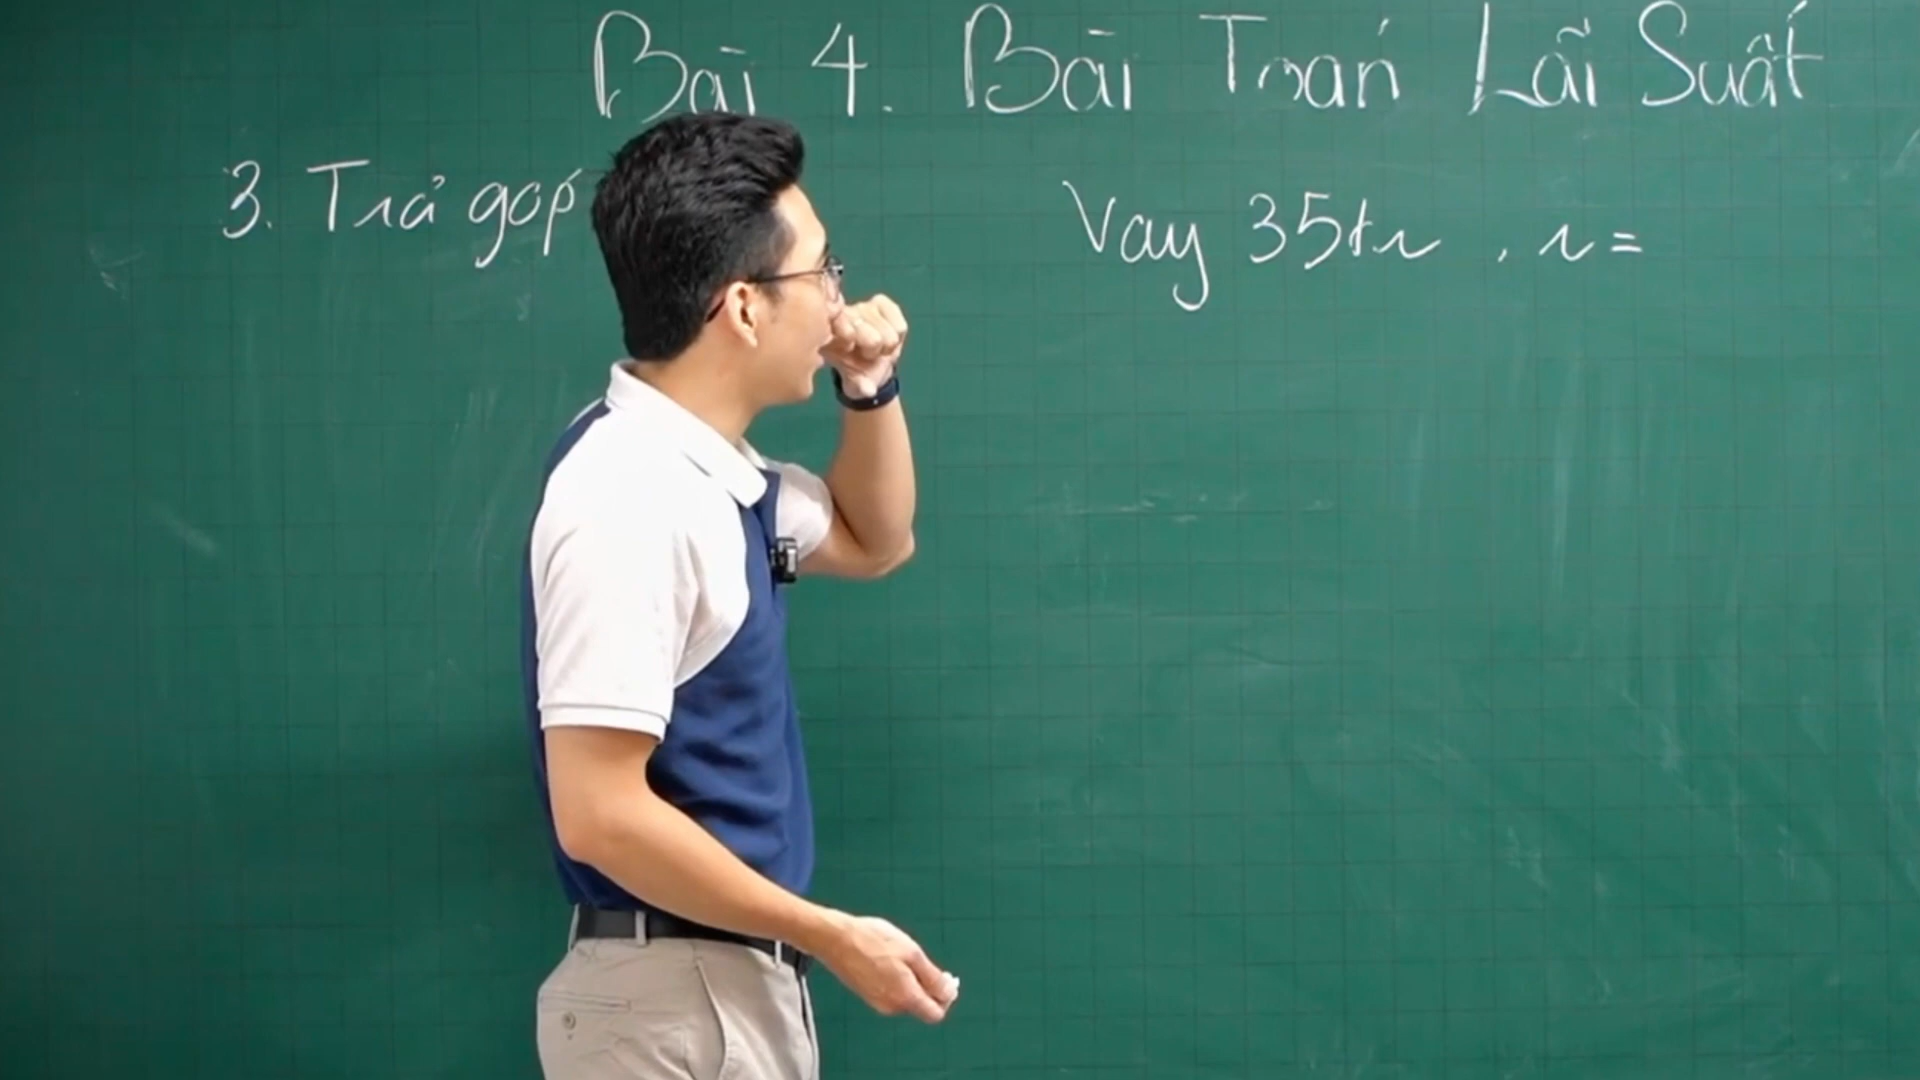 Bài 4. Bài Toán Lãi Suất
3. Trả góp
Vay 35tr , r =